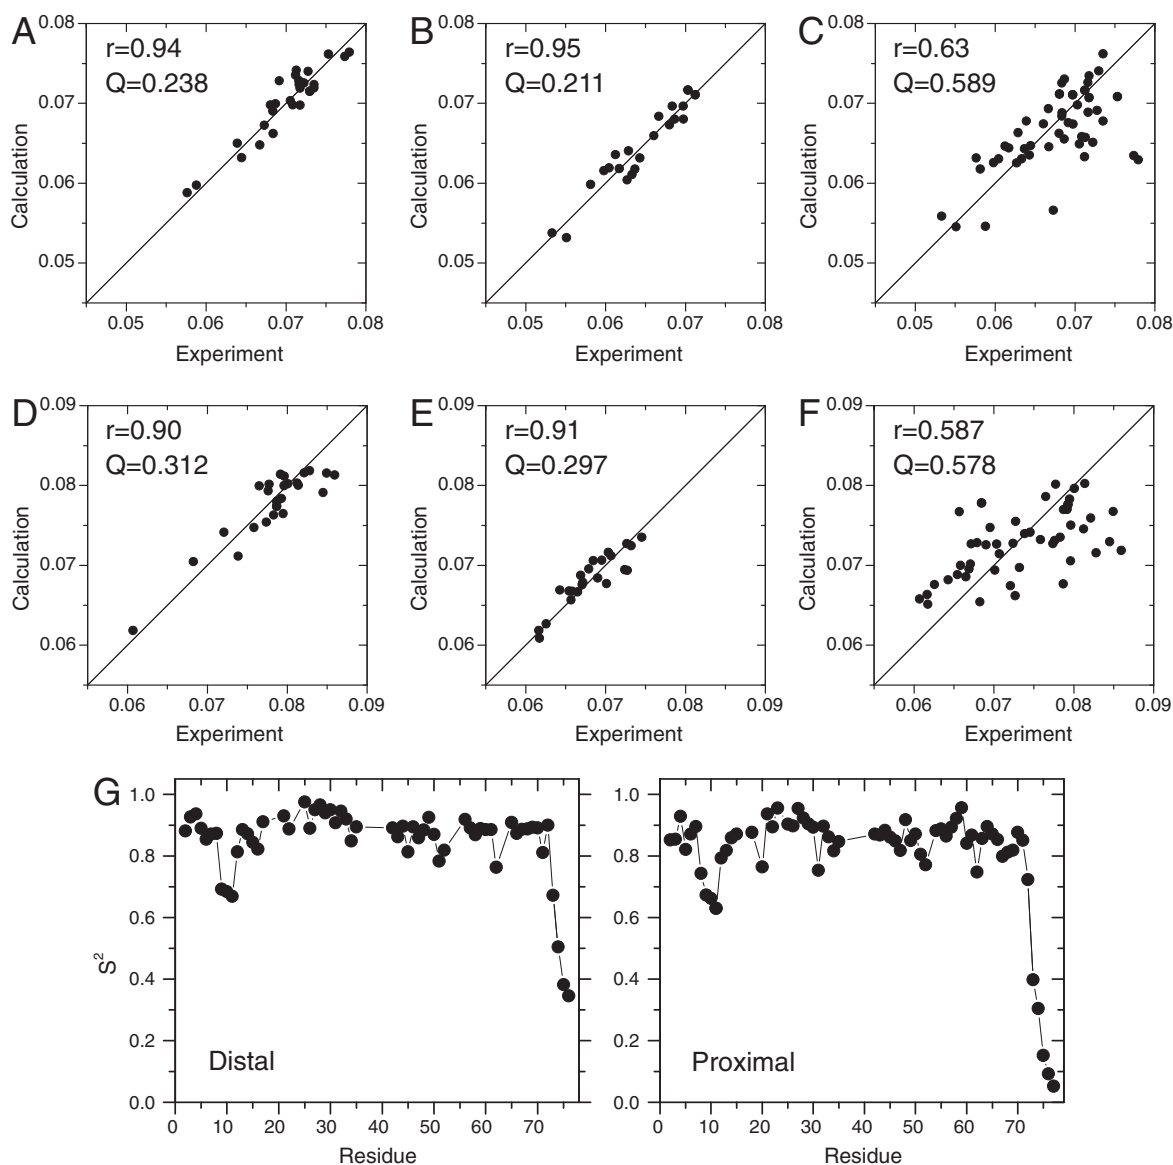 A
r=0.94
Q=0.238
0.08
0.07
0.06
0.05
Calculation
0.05 0.06 0.07 0.08
Experiment
B
r=0.95
Q=0.211
0.08
0.07
0.06
0.05
Calculation
0.05 0.06 0.07 0.08
Experiment
C
r=0.63
Q=0.589
0.08
0.07
0.06
0.05
Calculation
0.05 0.06 0.07 0.08
Experiment
D
r=0.90
Q=0.312
0.09
0.08
0.07
0.06
Calculation
0.06 0.07 0.08 0.09
Experiment
E
r=0.91
Q=0.297
0.09
0.08
0.07
0.06
Calculation
0.06 0.07 0.08 0.09
Experiment
F
r=0.587
Q=0.578
0.09
0.08
0.07
0.06
Calculation
0.06 0.07 0.08 0.09
Experiment
G
1.0
0.8
0.6
0.4
0.2
0.0
S²
Distal
0 10 20 30 40 50 60 70
Residue
1.0
0.8
0.6
0.4
0.2
0.0
Proximal
0 10 20 30 40 50 60 70
Residue